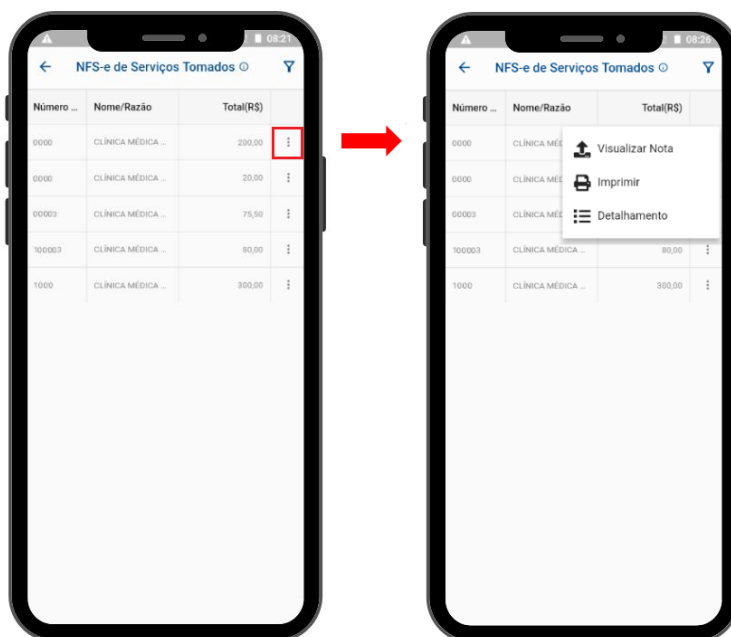 08:21
NFS-e de Serviços Tomados
Número ... Nome/Razão Total(R$)
0000 CLÍNICA MÉDICA ... 200,00
0000 CLÍNICA MÉDICA ... 20,00
00003 CLÍNICA MÉDICA ... 75,50
100003 CLÍNICA MÉDICA ... 80,00
1000 CLÍNICA MÉDICA ... 300,00
08:26
NFS-e de Serviços Tomados
Número ... Nome/Razão Total(R$)
0000 CLÍNICA MÉD
Visualizar Nota
0000 CLÍNICA MÉD
Imprimir
00003 CLÍNICA MÉD
Detalhamento
100003 CLÍNICA MÉDICA ... 80,00
1000 CLÍNICA MÉDICA ... 300,00